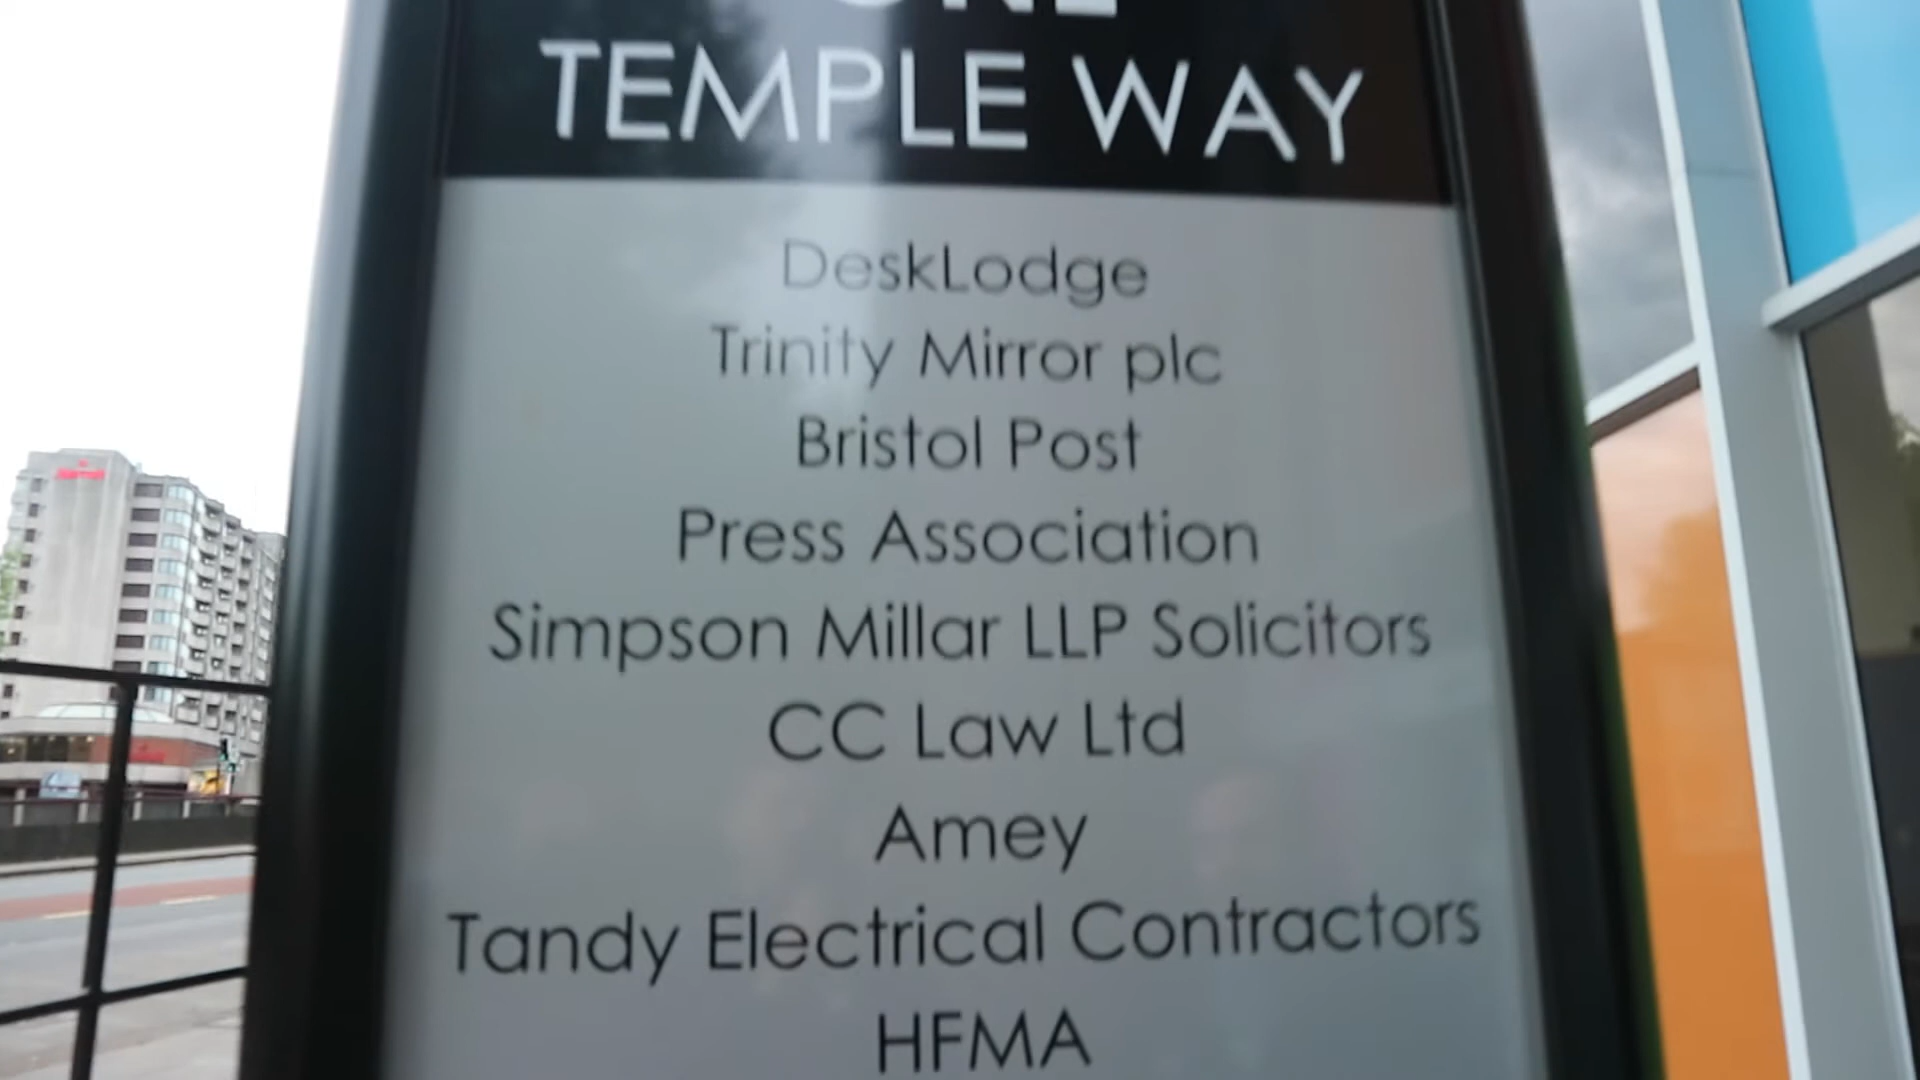 ONE
TEMPLE WAY
DeskLodge
Trinity Mirror plc
Bristol Post
Press Association
Simpson Millar LLP Solicitors
CC Law Ltd
Amey
Tandy Electrical Contractors
HFMA